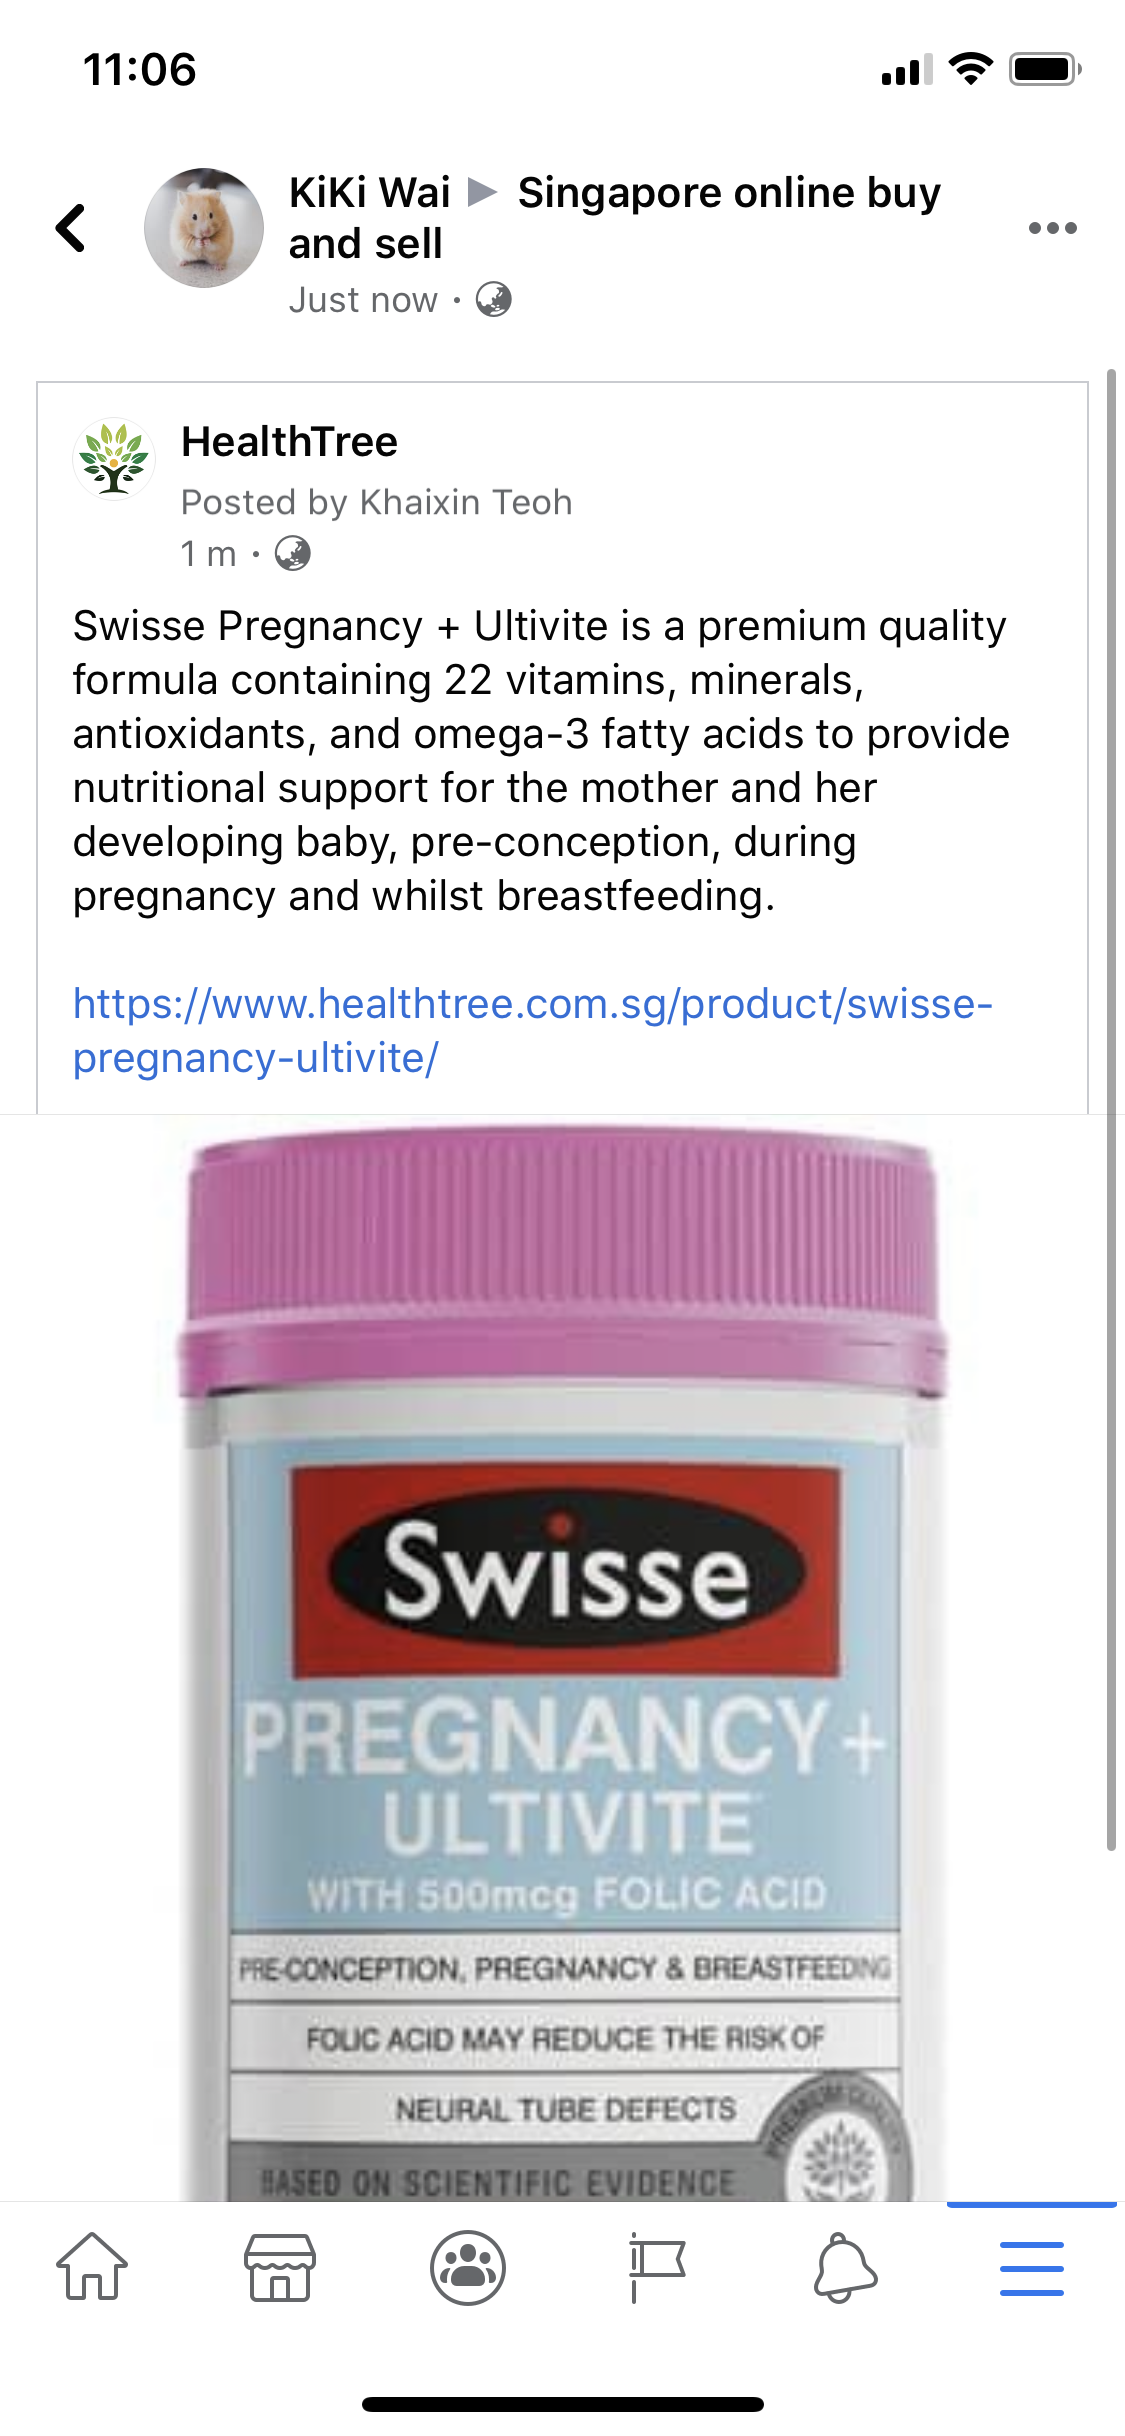 11:06
KiKi Wai ▶ Singapore online buy
and sell
Just now ·
HealthTree
Posted by Khaixin Teoh
1 m ·
Swisse Pregnancy + Ultivite is a premium quality
formula containing 22 vitamins, minerals,
antioxidants, and omega-3 fatty acids to provide
nutritional support for the mother and her
developing baby, pre-conception, during
pregnancy and whilst breastfeeding.
https://www.healthtree.com.sg/product/swisse-
pregnancy-ultivite/
Swisse
PREGNANCY+
ULTIVITE
WITH 500mcg FOLIC ACID
PRE-CONCEPTION, PREGNANCY & BREASTFEEDING
FOLIC ACID MAY REDUCE THE RISK OF
NEURAL TUBE DEFECTS
PREMIUM QUALITY
BASED ON SCIENTIFIC EVIDENCE